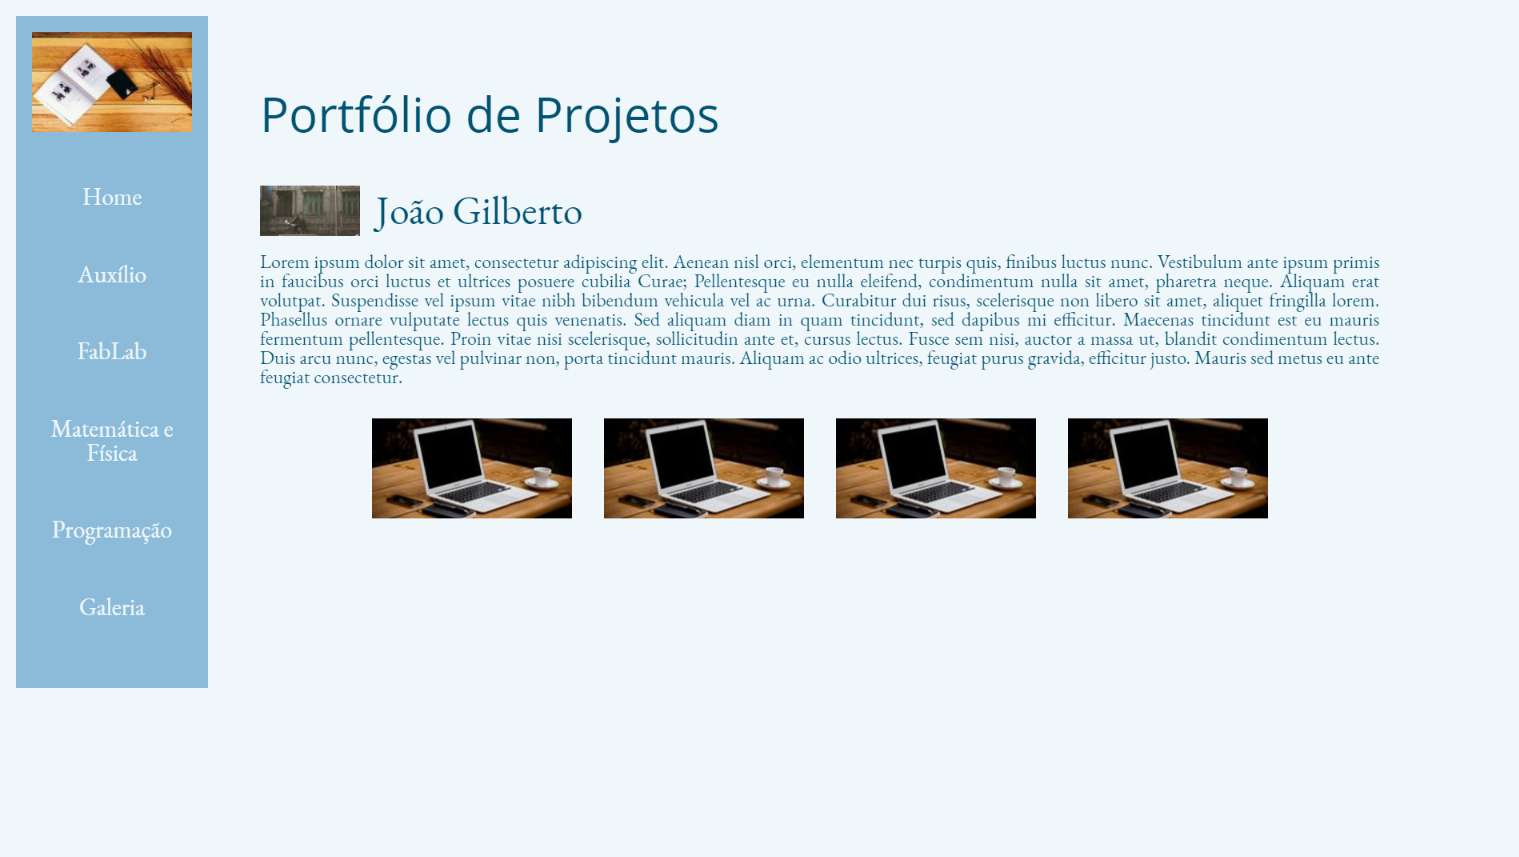 Home
Auxílio
FabLab
Matemática e
Física
Programação
Galeria
Portfólio de Projetos
João Gilberto
Lorem ipsum dolor sit amet, consectetur adipiscing elit. Aenean nisl orci, elementum nec turpis quis, finibus luctus nunc. Vestibulum ante ipsum primis
in faucibus orci luctus et ultrices posuere cubilia Curae; Pellentesque eu nulla eleifend, condimentum nulla sit amet, pharetra neque. Aliquam erat
volutpat. Suspendisse vel ipsum vitae nibh bibendum vehicula vel ac urna. Curabitur dui risus, scelerisque non libero sit amet, aliquet fringilla lorem.
Phasellus ornare vulputate lectus quis venenatis. Sed aliquam diam in quam tincidunt, sed dapibus mi efficitur. Maecenas tincidunt est eu mauris
fermentum pellentesque. Proin vitae nisi scelerisque, sollicitudin ante et, cursus lectus. Fusce sem nisi, auctor a massa ut, blandit condimentum lectus.
Duis arcu nunc, egestas vel pulvinar non, porta tincidunt mauris. Aliquam ac odio ultrices, feugiat purus gravida, efficitur justo. Mauris sed metus eu ante
feugiat consectetur.